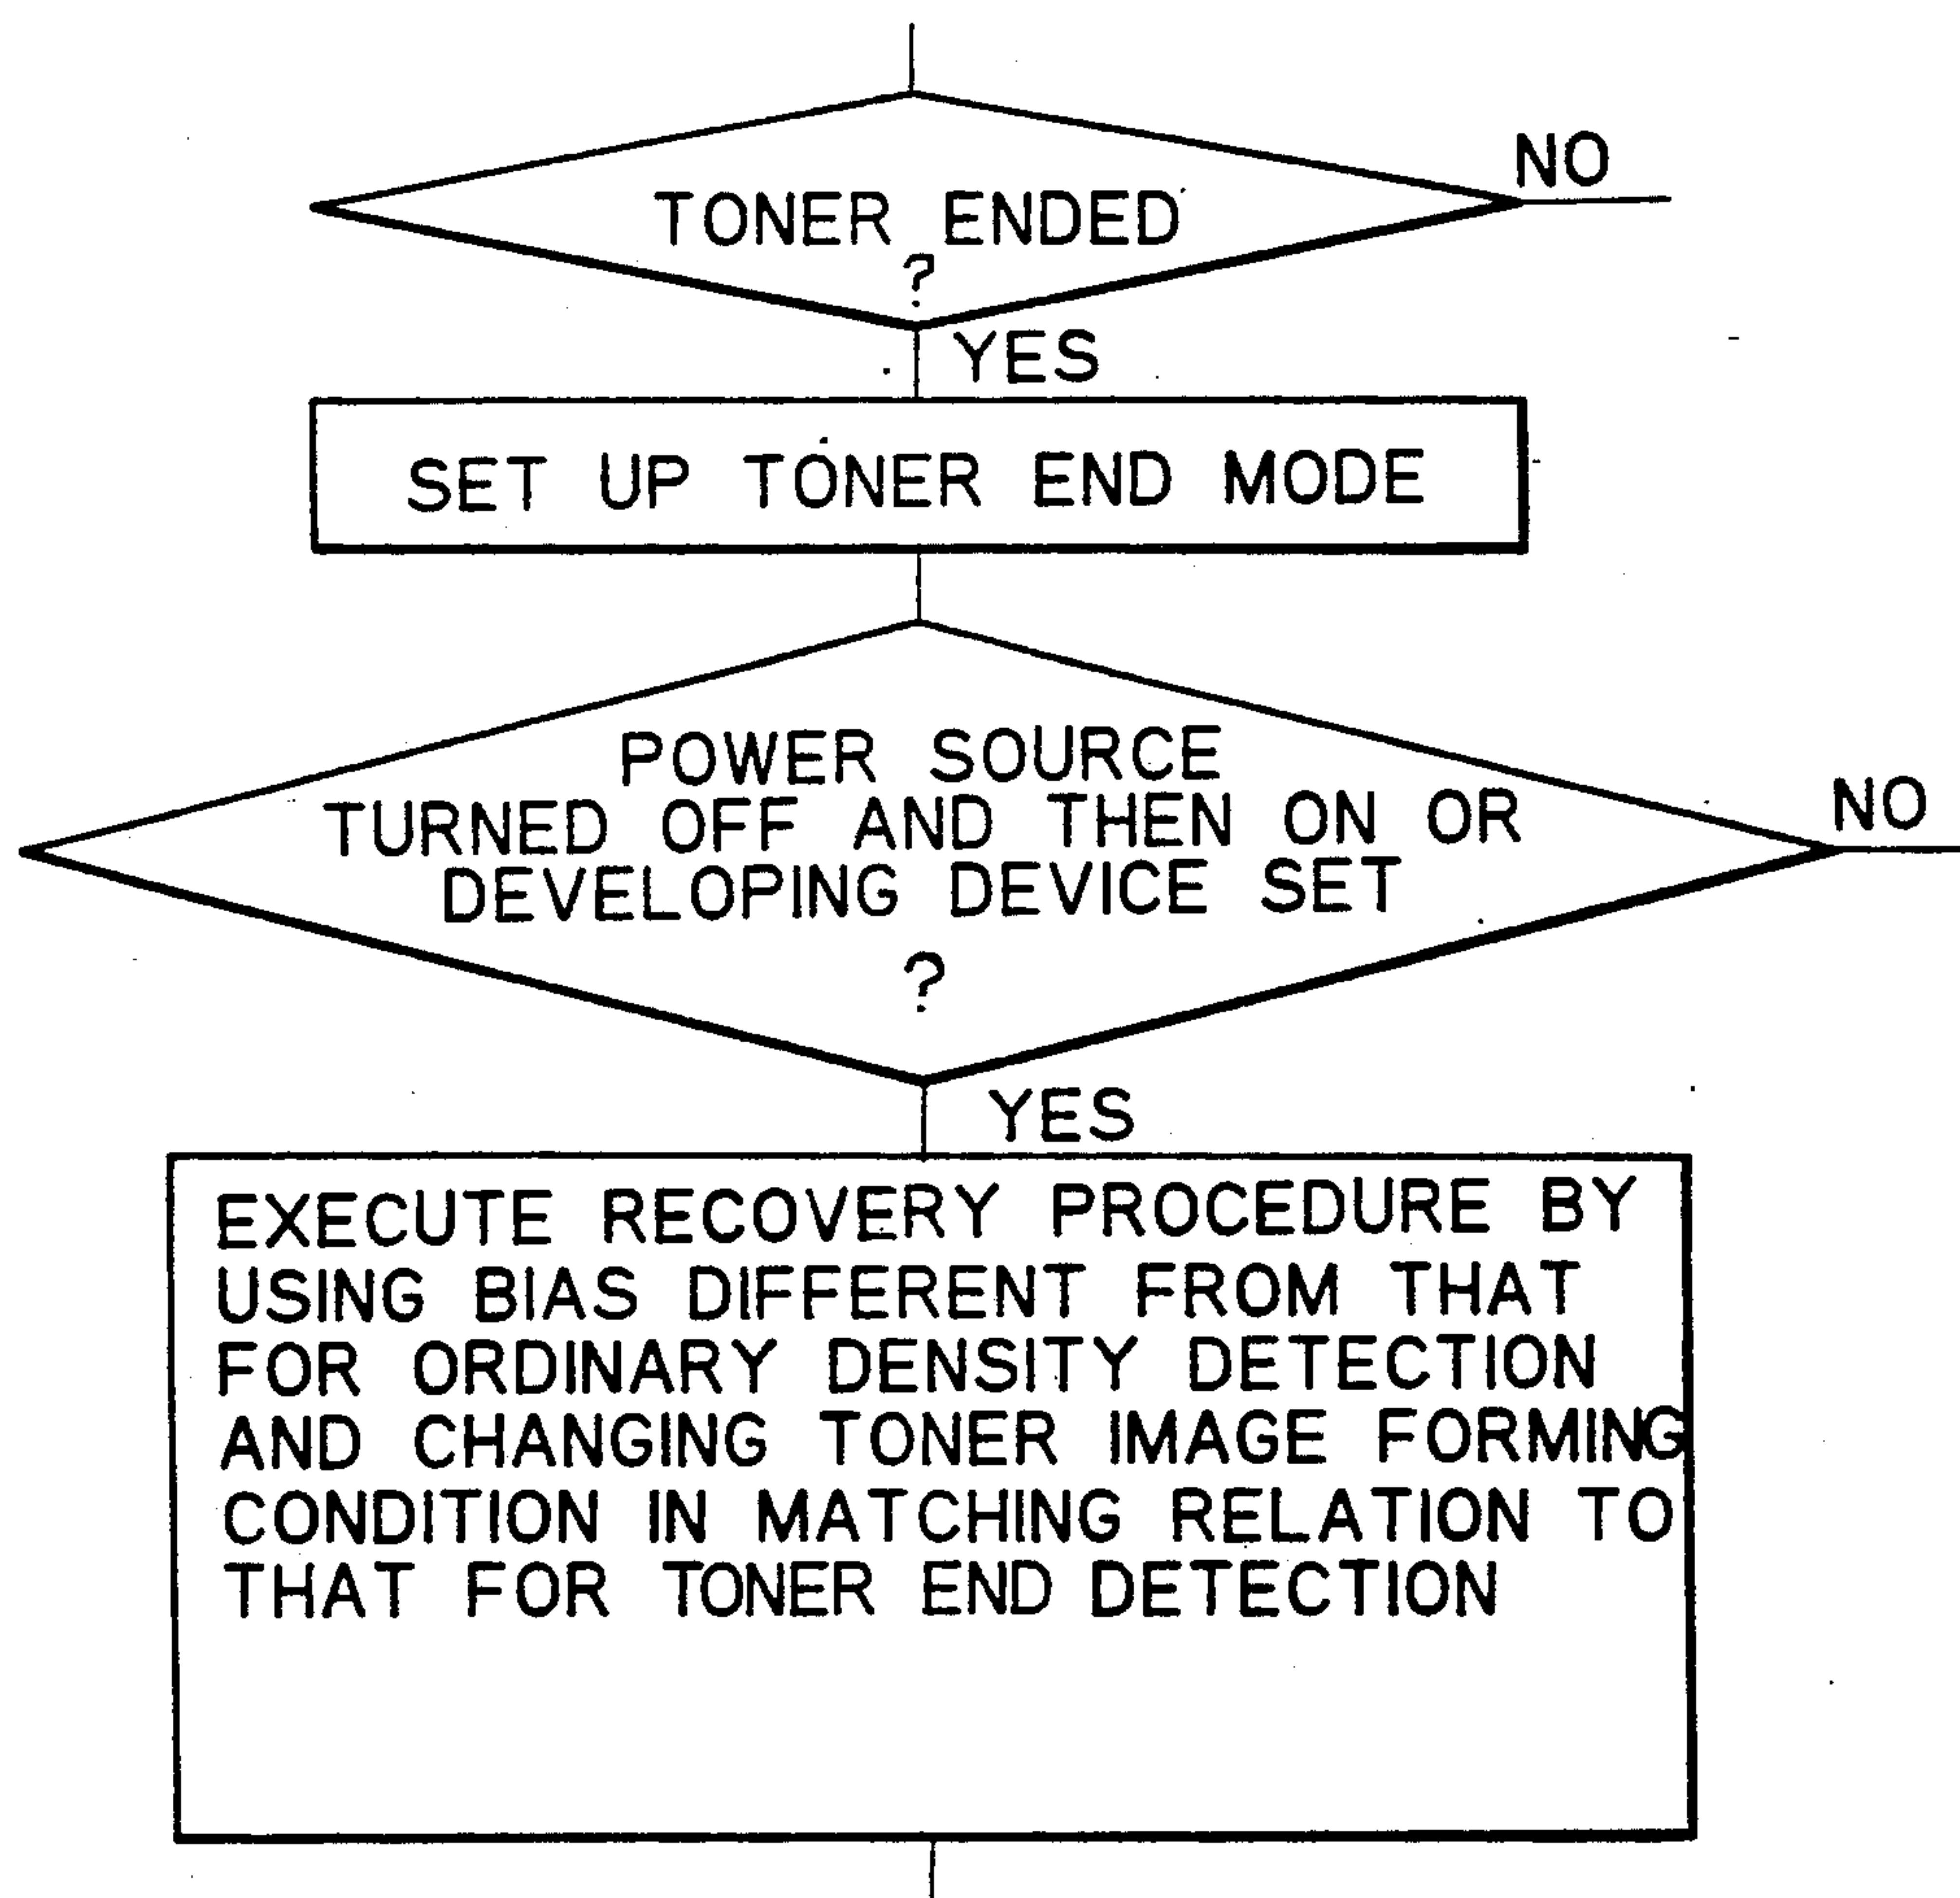 NO
TONER ENDED
?
YES
SET UP TONER END MODE
POWER SOURCE
NO
TURNED OFF AND THEN ON OR
DEVELOPING DEVICE SET
?
YES
EXECUTE RECOVERY PROCEDURE BY
USING BIAS DIFFERENT FROM THAT
FOR ORDINARY DENSITY DETECTION
AND CHANGING TONER IMAGE FORMING
CONDITION IN MATCHING RELATION TO
THAT FOR TONER END DETECTION